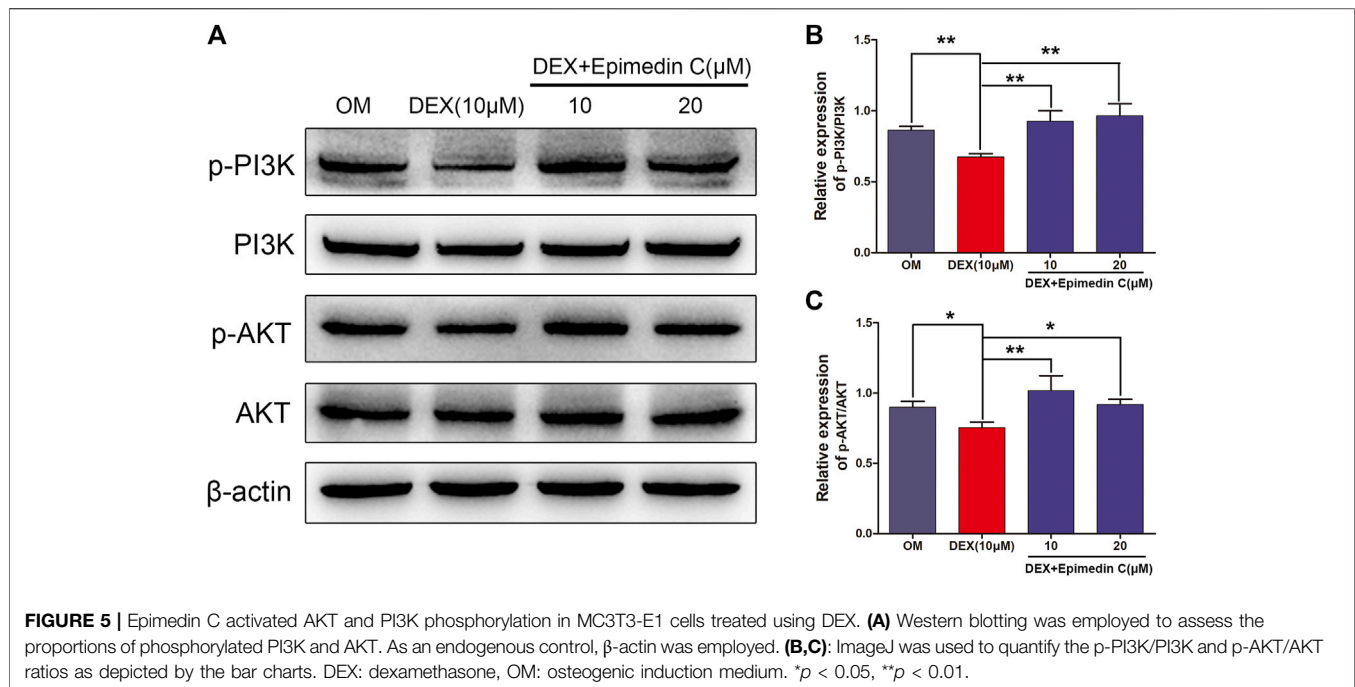 A
DEX+Epimedin C(μM)
OM DEX(10μM) 10 20
p-PI3K
PI3K
p-AKT
AKT
β-actin
B
Relative expression
of p-PI3K/PI3K
1.5
1.0
0.5
0.0
** ** **
OM DEX(10μM) 10 20
DEX+Epimedin C(μM)
C
Relative expression
of p-AKT/AKT
1.5
1.0
0.5
0.0
* ** *
OM DEX(10μM) 10 20
DEX+Epimedin C(μM)
FIGURE 5 | Epimedin C activated AKT and PI3K phosphorylation in MC3T3-E1 cells treated using DEX. (A) Western blotting was employed to assess the
proportions of phosphorylated PI3K and AKT. As an endogenous control, β-actin was employed. (B,C): ImageJ was used to quantify the p-PI3K/PI3K and p-AKT/AKT
ratios as depicted by the bar charts. DEX: dexamethasone, OM: osteogenic induction medium. *p < 0.05, **p < 0.01.